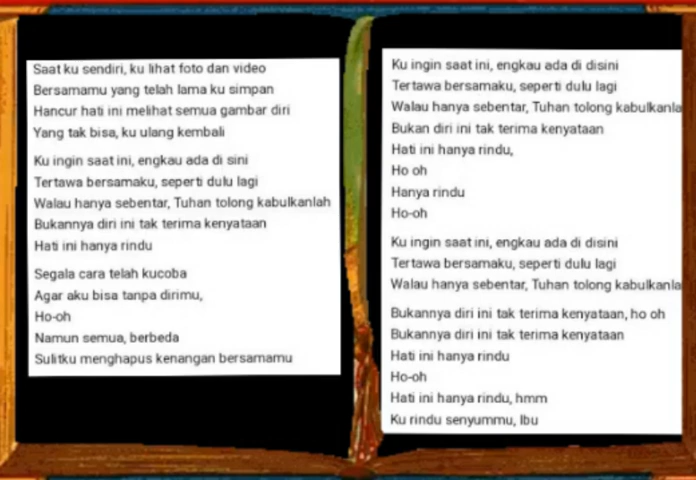 Saat ku sendiri, ku lihat foto dan video
Bersamamu yang telah lama ku simpan
Hancur hati ini melihat semua gambar diri
Yang tak bisa, ku ulang kembali
Ku ingin saat ini, engkau ada di sini
Tertawa bersamaku, seperti dulu lagi
Walau hanya sebentar, Tuhan tolong kabulkanlah
Bukannya diri ini tak terima kenyataan
Hati ini hanya rindu
Segala cara telah kucoba
Agar aku bisa tanpa dirimu,
Ho-oh
Namun semua, berbeda
Sulitku menghapus kenangan bersamamu
Ku ingin saat ini, engkau ada di disini
Tertawa bersamaku, seperti dulu lagi
Walau hanya sebentar, Tuhan tolong kabulkanla
Bukan diri ini tak terima kenyataan
Hati ini hanya rindu,
Ho oh
Hanya rindu
Ho-oh
Ku ingin saat ini, engkau ada di disini
Tertawa bersamaku, seperti dulu lagi
Walau hanya sebentar, Tuhan tolong kabulkanla
Bukannya diri ini tak terima kenyataan, ho oh
Bukannya diri ini tak terima kenyataan
Hati ini hanya rindu
Ho-oh
Hati ini hanya rindu, hmm
Ku rindu senyummu, Ibu